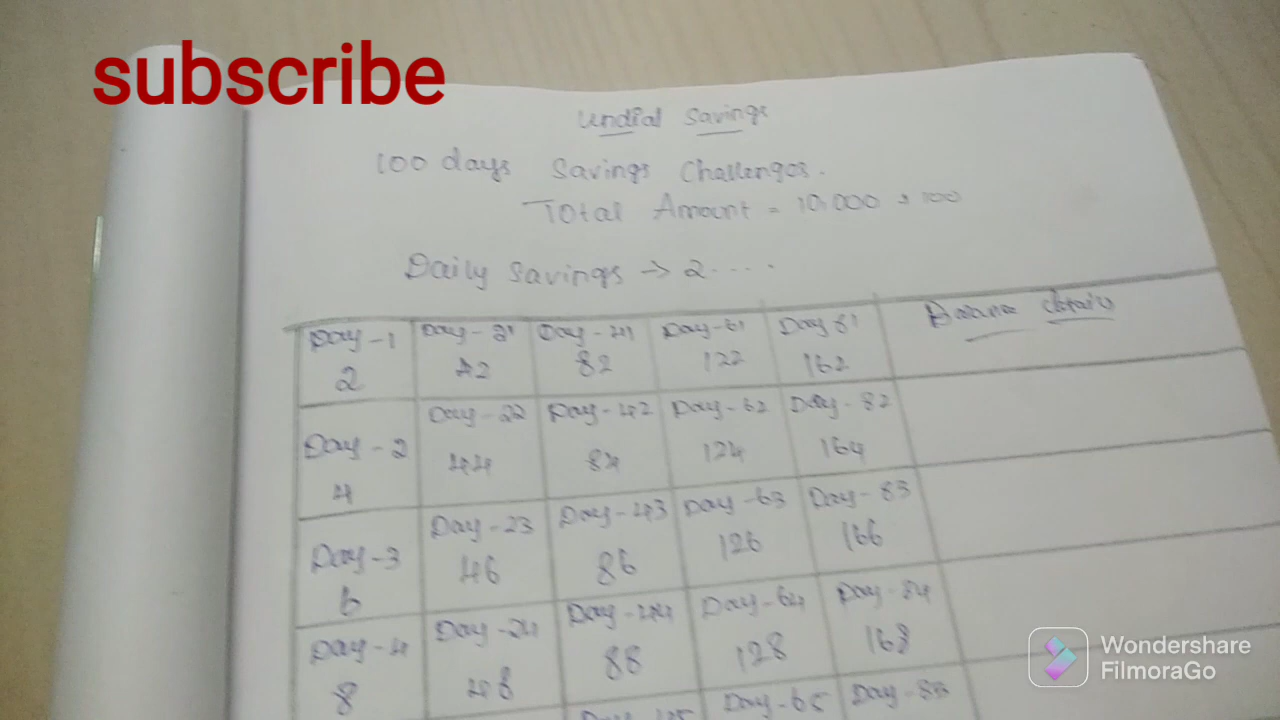 subscribe
Undial Savings
100 days Savings Challenges.
Total Amount = 10,000 + 100
Daily Savings → 2....
Day-1 Day-21 Day-41 Day-61 Day 81 Balance details
2 42 82 122 162
Day-2 Day-22 Day-42 Day-62 Day-82
4 44 84 124 164
Day-3 Day-23 Day-43 Day-63 Day-83
6 46 86 126 166
Day-4 Day-24 Day-44 Day-64 Day-84
8 48 88 128 168
Day-45 Day-65 Day-85
Wondershare
FilmoraGo